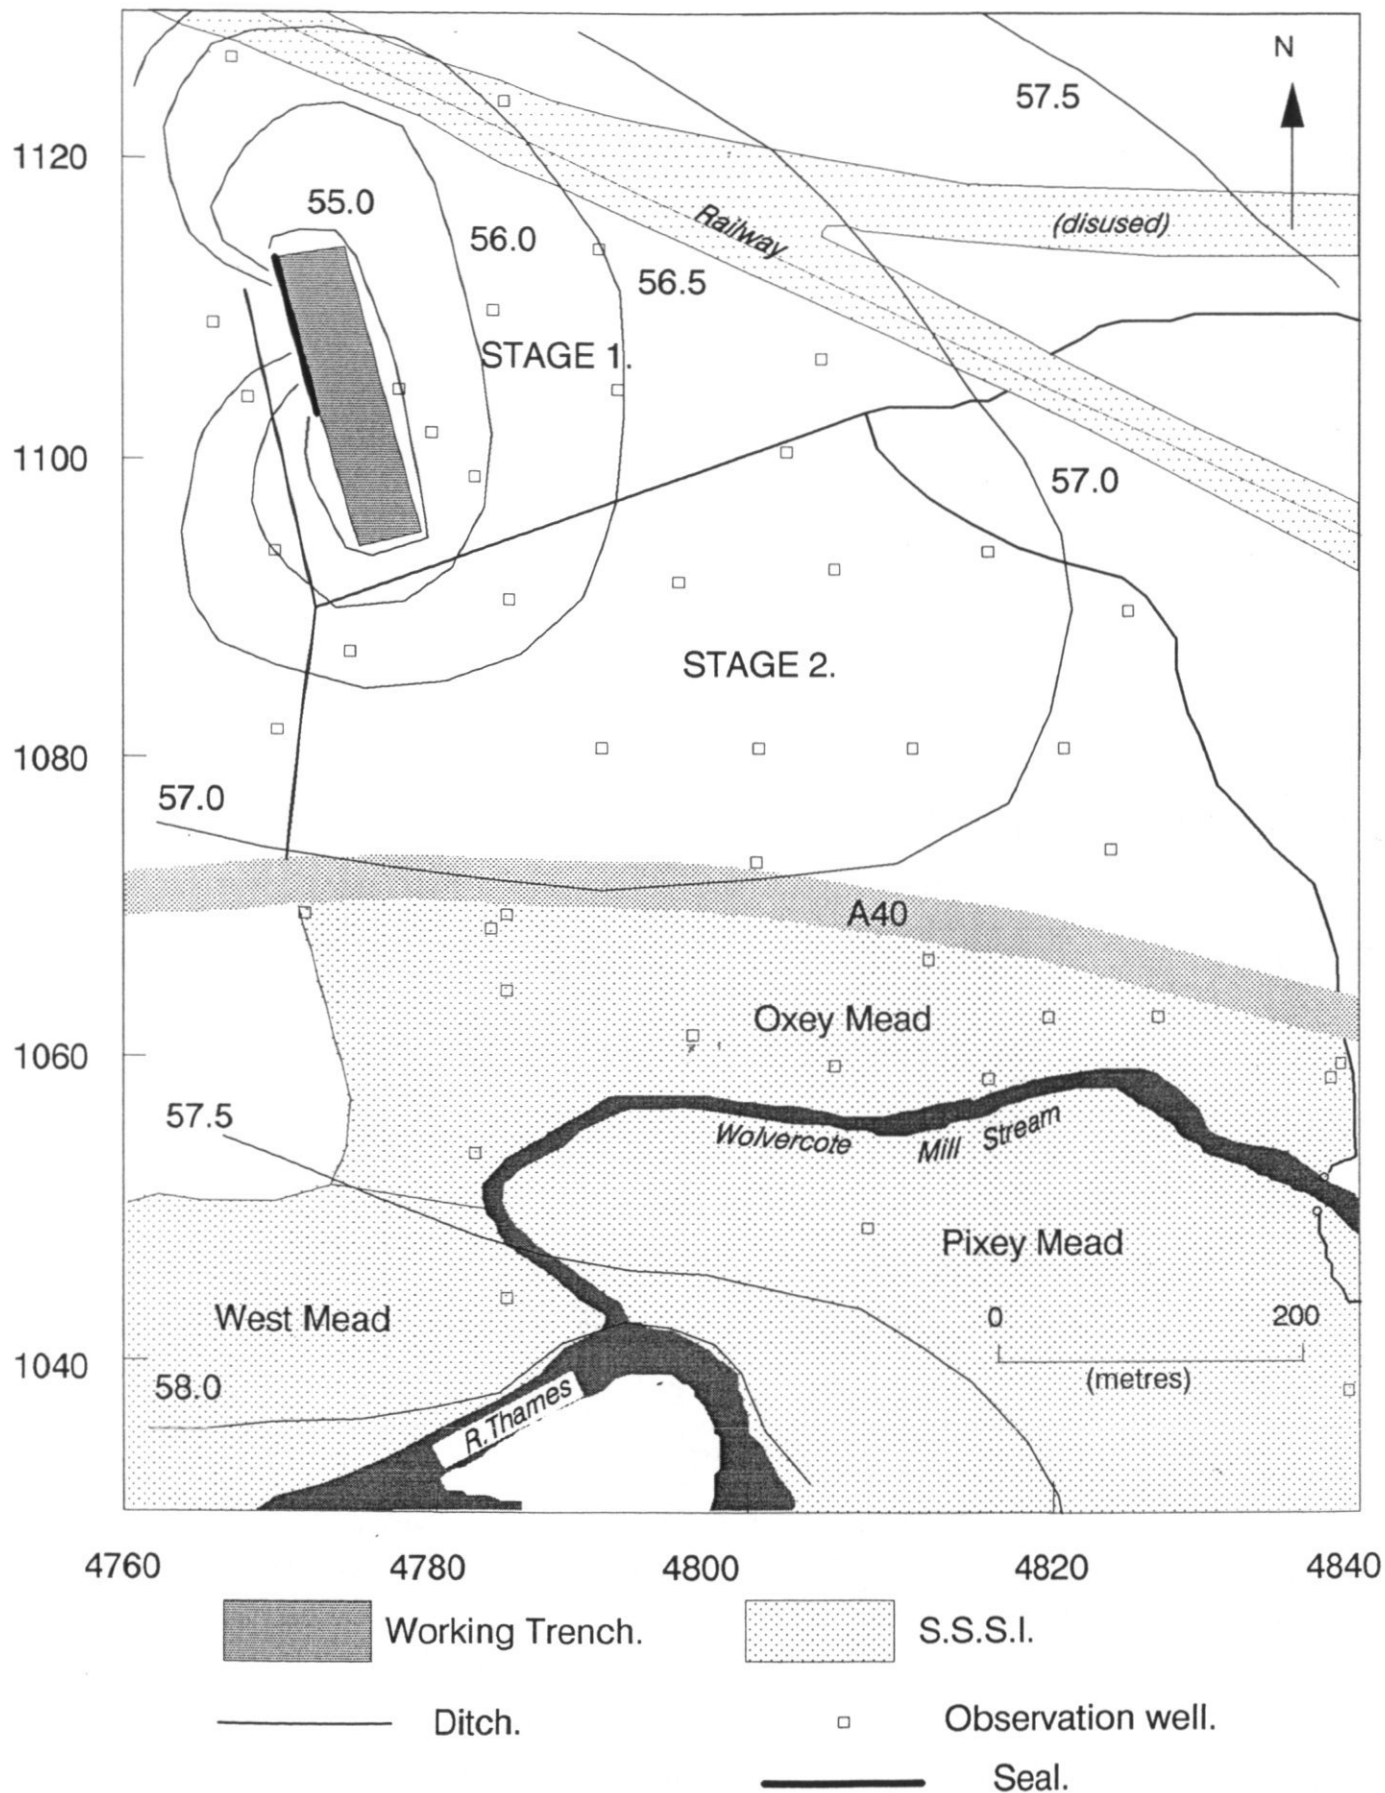 N
57.5
1120
55.0
56.0
Railway
(disused)
56.5
STAGE 1.
1100
57.0
STAGE 2.
1080
57.0
A40
Oxey Mead
1060
57.5
Wolvercote Mill Stream
Pixey Mead
West Mead
0 200
(metres)
1040
58.0
R.Thames
4760 4780 4800 4820 4840
Working Trench. S.S.S.I.
Ditch. Observation well.
Seal.